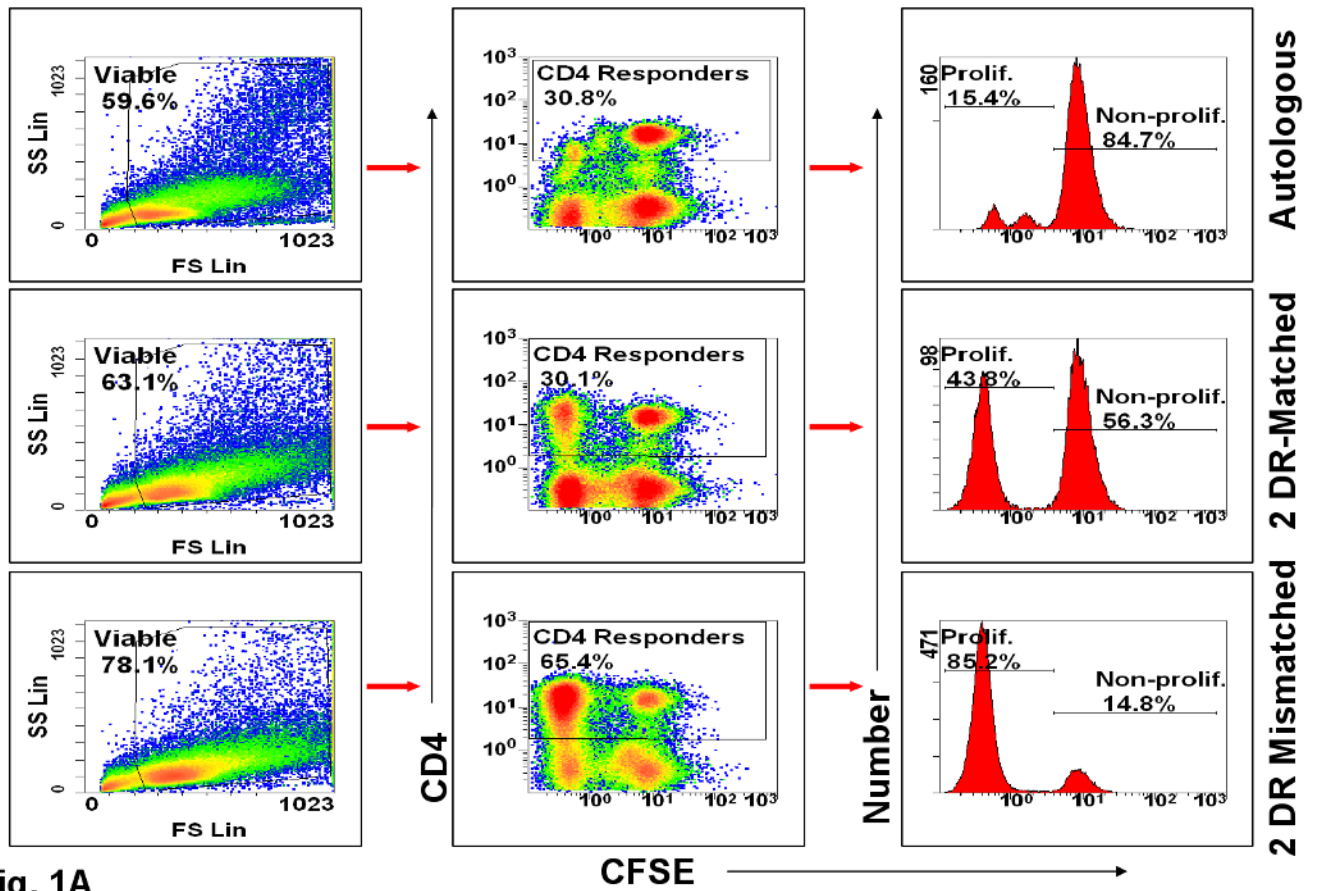 Viable
59.6%
SS Lin
1023
0
0
1023
FS Lin
CD4 Responders
30.8%
10³
10²
10¹
10⁰
10⁰ 10¹ 10² 10³
160
Prolif.
15.4%
Non-prolif.
84.7%
10⁰ 10¹ 10² 10³
Autologous
Viable
63.1%
SS Lin
1023
0
0
1023
FS Lin
CD4 Responders
30.1%
10³
10²
10¹
10⁰
10⁰ 10¹ 10² 10³
98
Prolif.
43.8%
Non-prolif.
56.3%
10⁰ 10¹ 10² 10³
2 DR-Matched
Viable
78.1%
SS Lin
1023
0
0
1023
FS Lin
CD4 Responders
65.4%
10³
10²
10¹
10⁰
10⁰ 10¹ 10² 10³
471
Prolif.
85.2%
Non-prolif.
14.8%
10⁰ 10¹ 10² 10³
2 DR Mismatched
CD4
Number
CFSE
ig. 1A